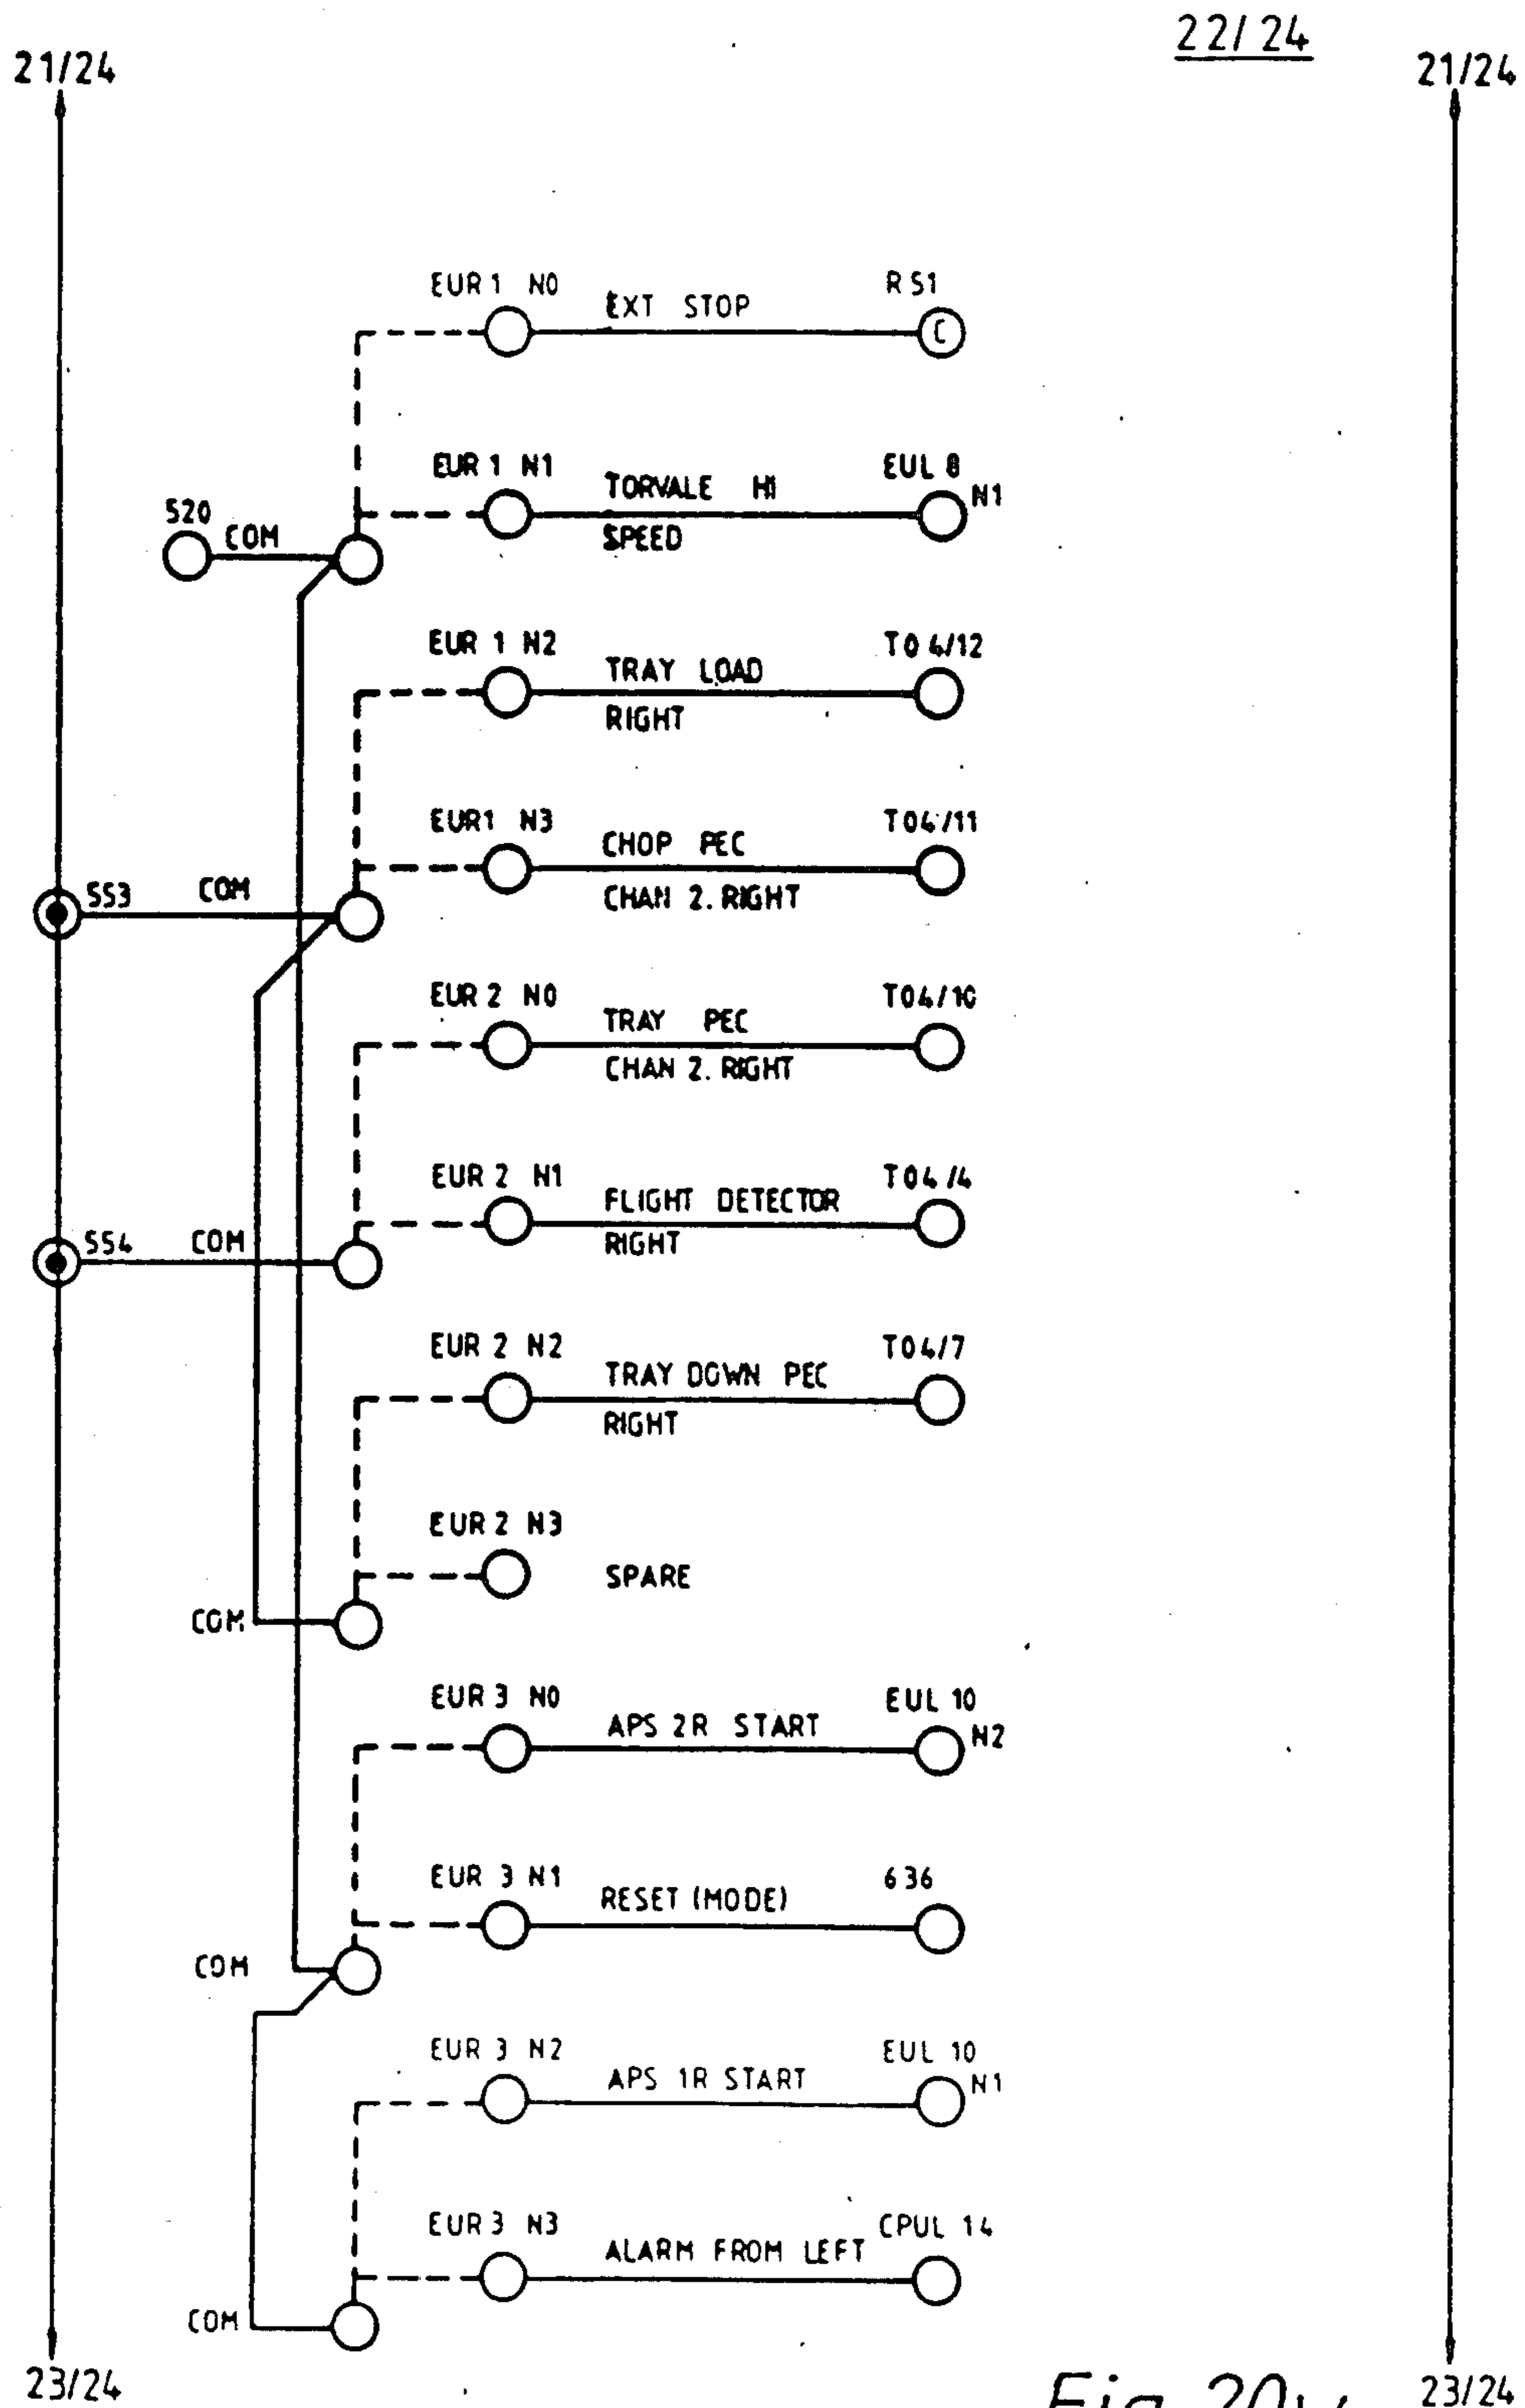 22/24
21/24
21/24
EUR 1 N0
EXT STOP
RS1
C
EUR 1 N1
TORVALE HI
SPEED
EUL 8
N1
520
COM
EUR 1 N2
TRAY LOAD
RIGHT
T04/12
EUR1 N3
CHOP PEC
CHAN 2. RIGHT
T04/11
553
COM
EUR 2 N0
TRAY PEC
CHAN 2. RIGHT
T04/10
EUR 2 N1
FLIGHT DETECTOR
RIGHT
T04/4
554
COM
EUR 2 N2
TRAY DOWN PEC
RIGHT
T04/7
EUR 2 N3
SPARE
COM
EUR 3 N0
APS 2R START
EUL 10
N2
EUR 3 N1
RESET (MODE)
636
COM
EUR 3 N2
APS 1R START
EUL 10
N1
EUR 3 N3
ALARM FROM LEFT
CPUL 14
COM
23/24
Fig. 20v
23/24